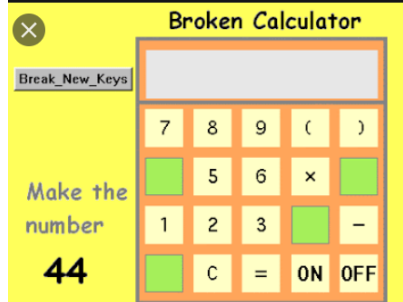 Broken Calculator
Break_New_Keys
7 8 9 ( )
5 6 ×
Make the
number
1 2 3 −
44
C = ON OFF